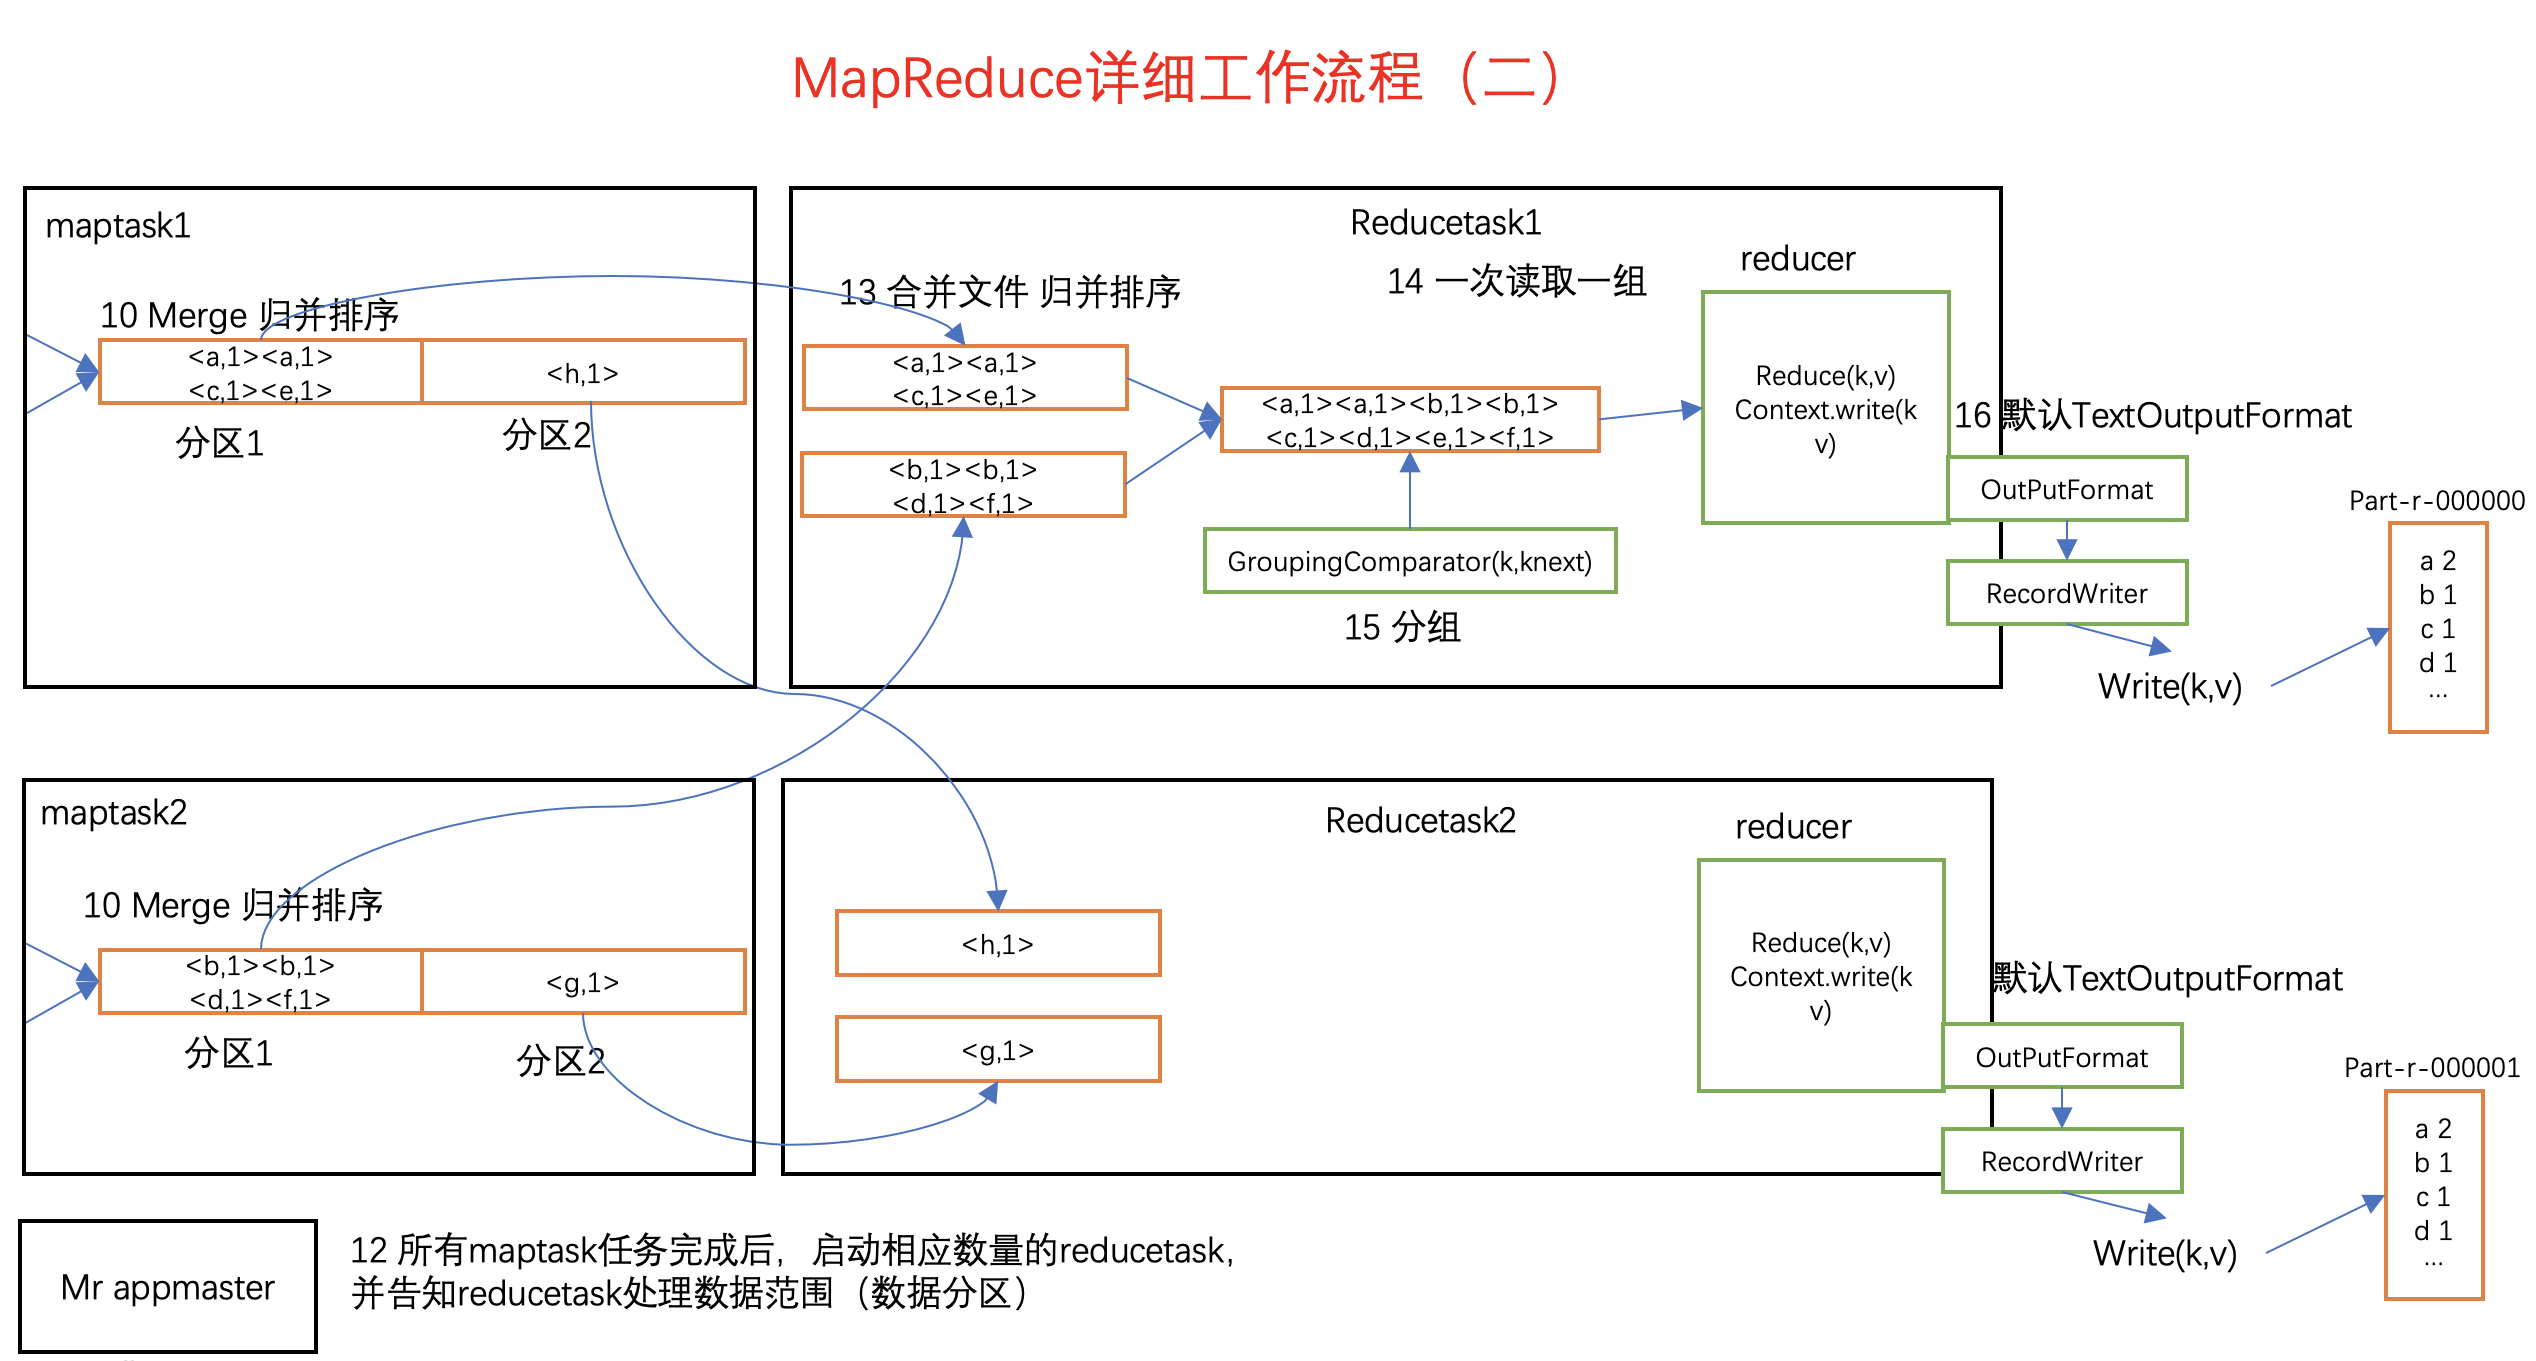 MapReduce详细工作流程（二）
maptask1
10 Merge 归并排序
<a,1><a,1>
<c,1><e,1>
<h,1>
分区1
分区2
Reducetask1
13 合并文件 归并排序
14 一次读取一组
reducer
<a,1><a,1>
<c,1><e,1>
<b,1><b,1>
<d,1><f,1>
<a,1><a,1><b,1><b,1>
<c,1><d,1><e,1><f,1>
GroupingComparator(k,knext)
15 分组
Reduce(k,v)
Context.write(k
v)
16 默认TextOutputFormat
OutPutFormat
RecordWriter
Write(k,v)
Part-r-000000
a 2
b 1
c 1
d 1
...
maptask2
10 Merge 归并排序
<b,1><b,1>
<d,1><f,1>
<g,1>
分区1
分区2
Reducetask2
reducer
<h,1>
<g,1>
Reduce(k,v)
Context.write(k
v)
默认TextOutputFormat
OutPutFormat
RecordWriter
Write(k,v)
Part-r-000001
a 2
b 1
c 1
d 1
...
Mr appmaster
12 所有maptask任务完成后，启动相应数量的reducetask，
并告知reducetask处理数据范围（数据分区）